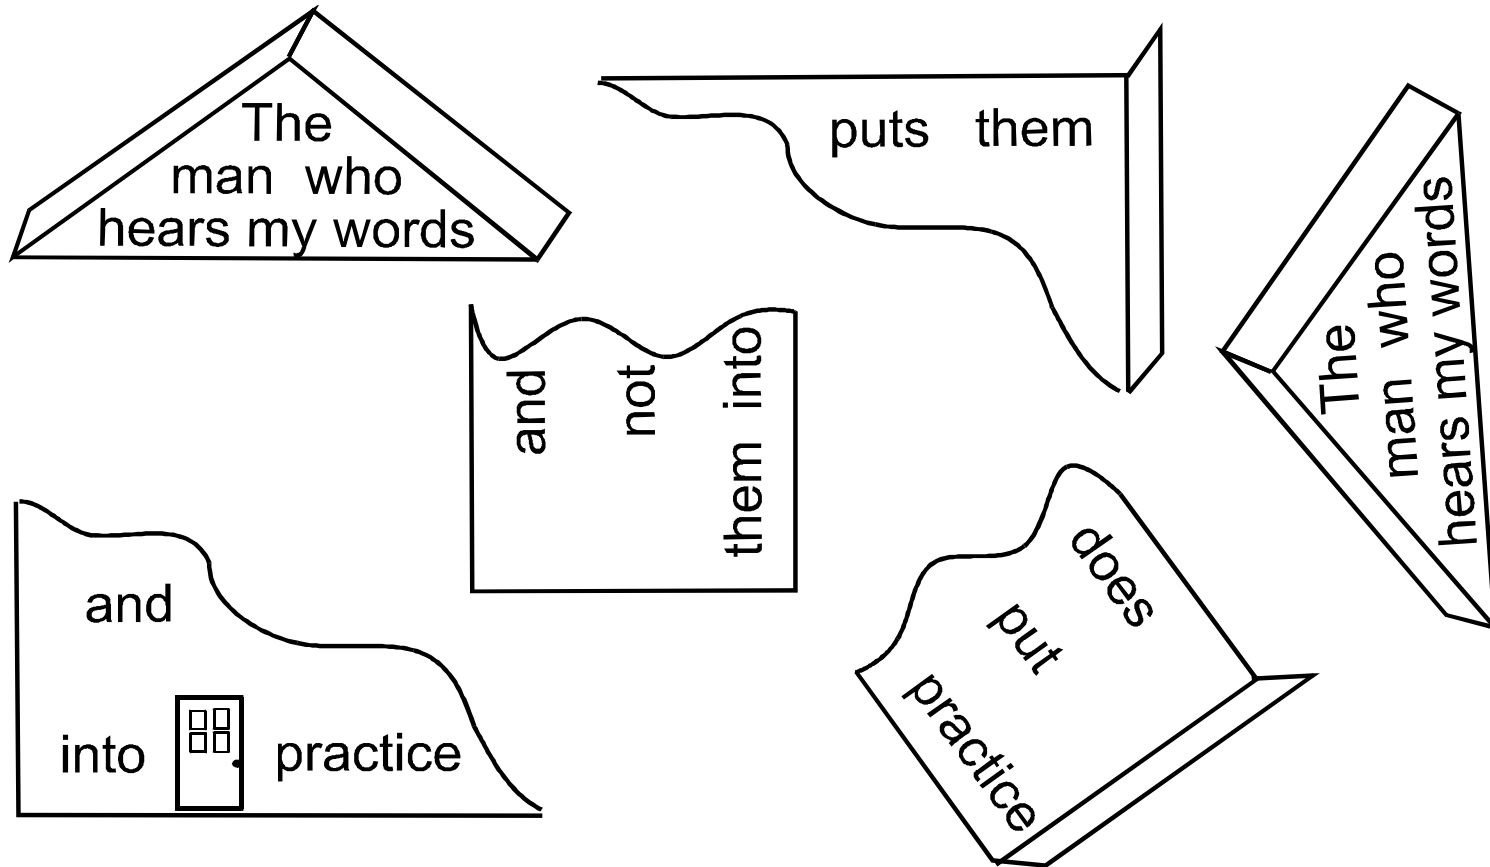 The
man who
hears my words
puts them
The
man who
hears my words
and
not
them into
does
put
practice
and
into practice